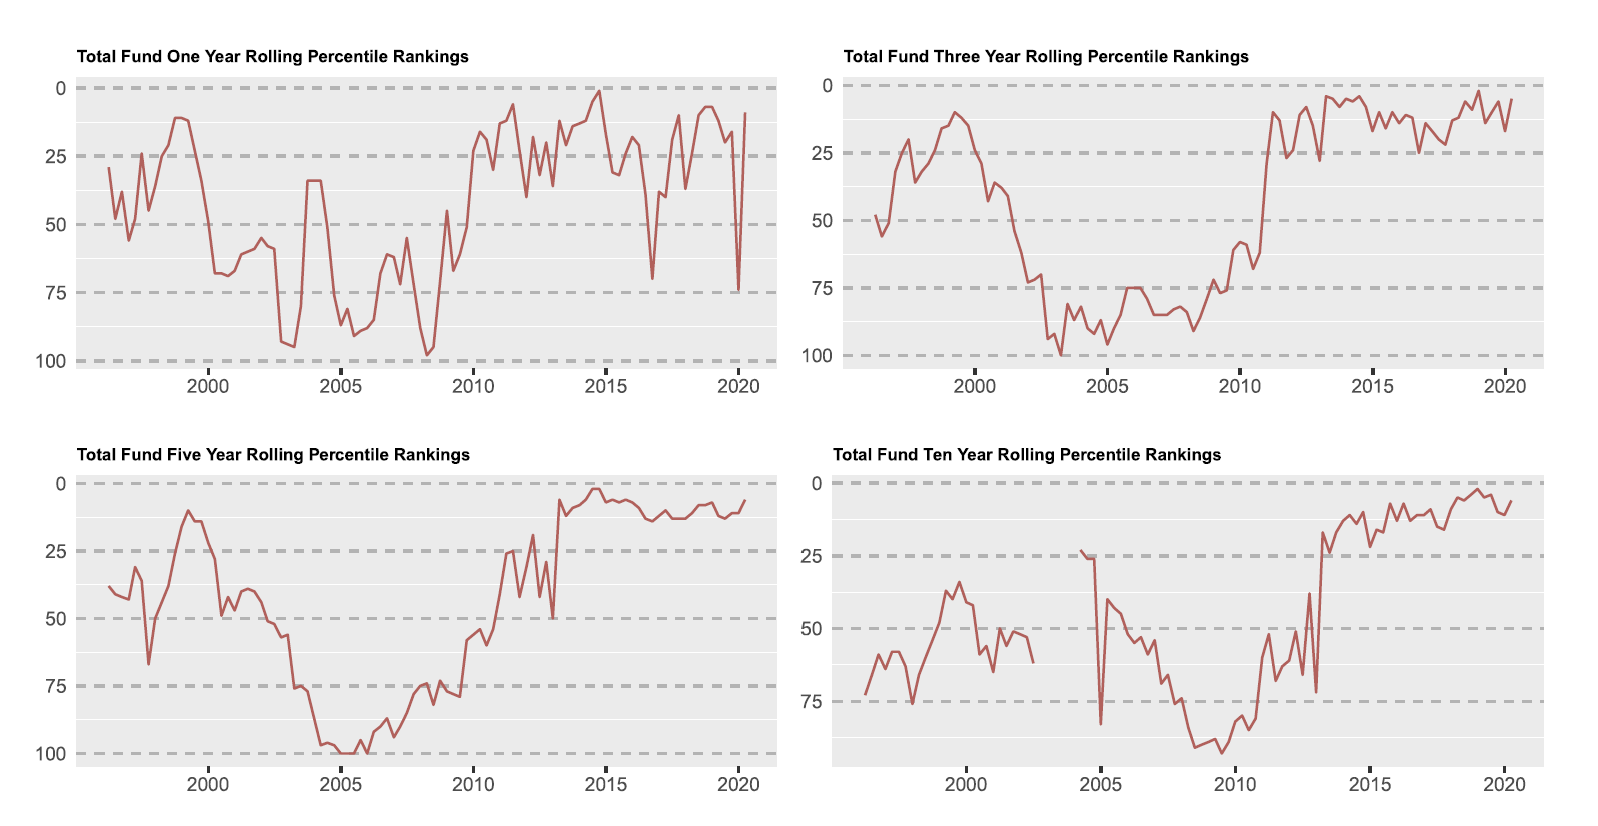 Total Fund One Year Rolling Percentile Rankings
0
25
50
75
100
2000 2005 2010 2015 2020
Total Fund Three Year Rolling Percentile Rankings
0
25
50
75
100
2000 2005 2010 2015 2020
Total Fund Five Year Rolling Percentile Rankings
0
25
50
75
100
2000 2005 2010 2015 2020
Total Fund Ten Year Rolling Percentile Rankings
0
25
50
75
2000 2005 2010 2015 2020